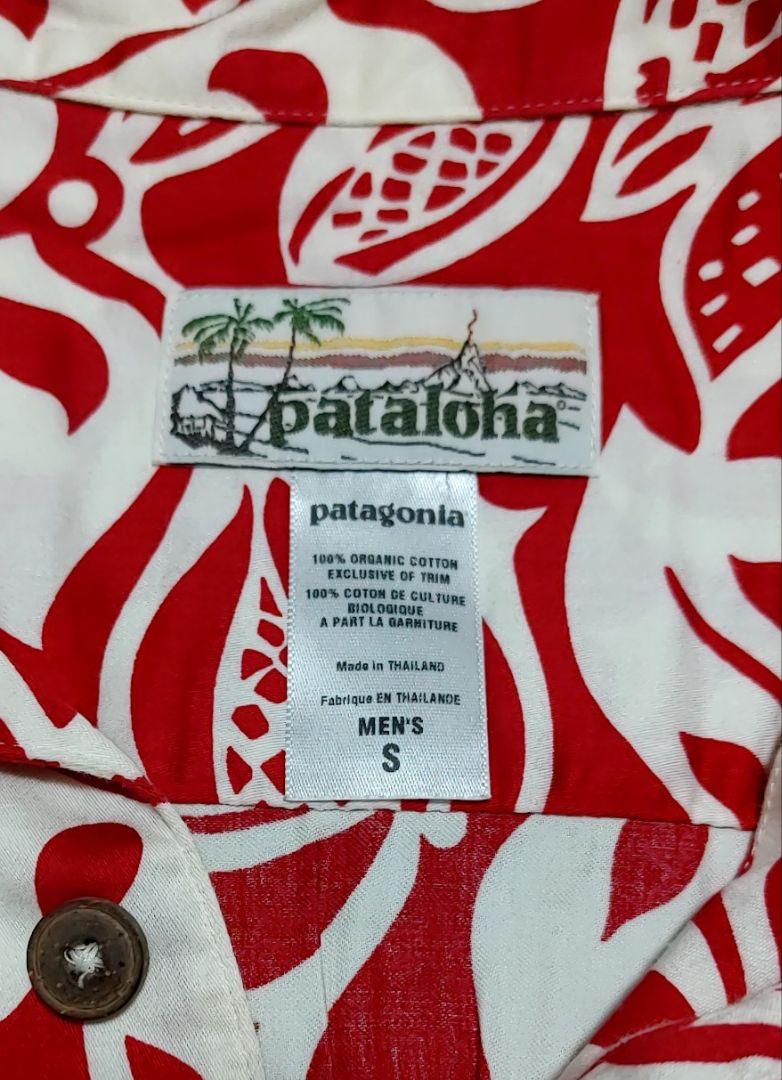 pataloha®
patagonia®
100% ORGANIC COTTON
EXCLUSIVE OF TRIM
100% COTON DE CULTURE
BIOLOGIQUE
A PART LA GARNITURE
Made in THAILAND
Fabrique EN THAILANDE
MEN'S
S